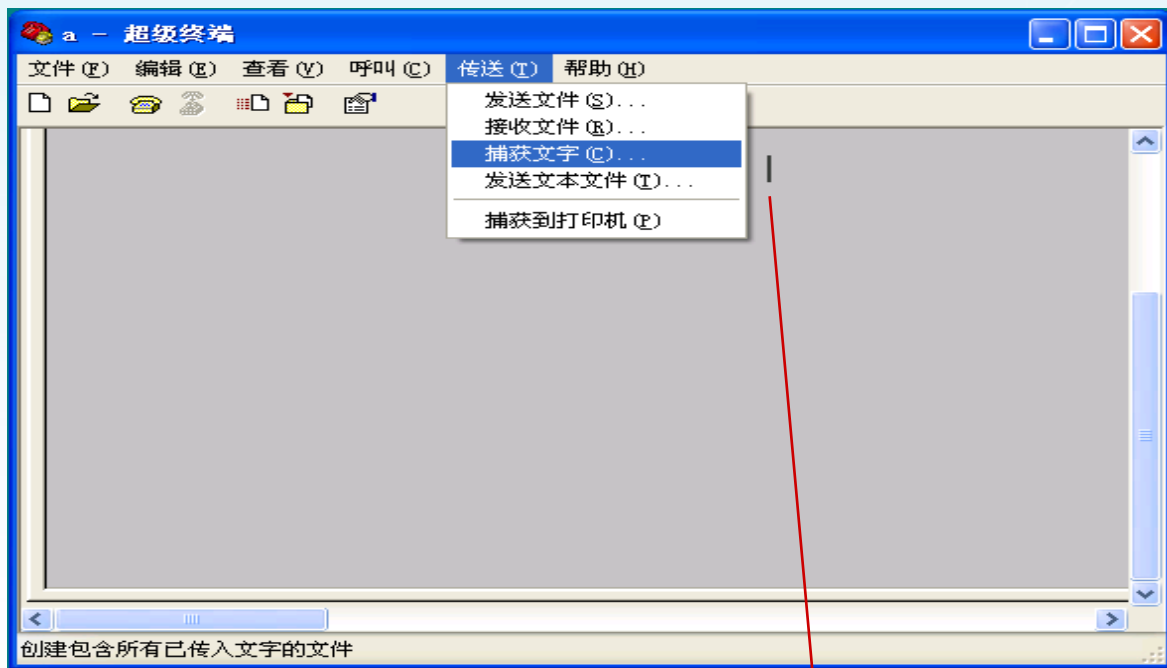 a - 超级终端
文件(F) 编辑(E) 查看(V) 呼叫(C) 传送(T) 帮助(H)
发送文件(S)...
接收文件(R)...
捕获文字(C)...
发送文本文件(T)...
捕获到打印机(P)
创建包含所有已传入文字的文件